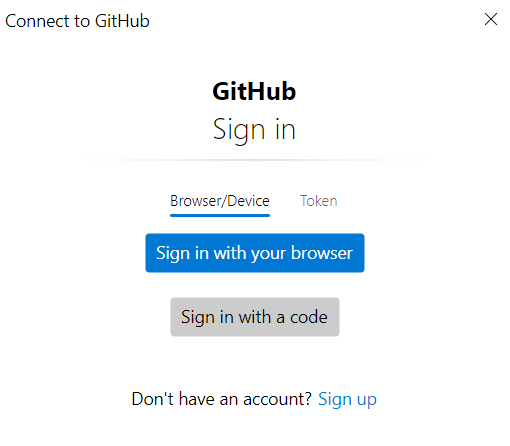 Connect to GitHub
GitHub
Sign in
Browser/Device Token
Sign in with your browser
Sign in with a code
Don't have an account? Sign up